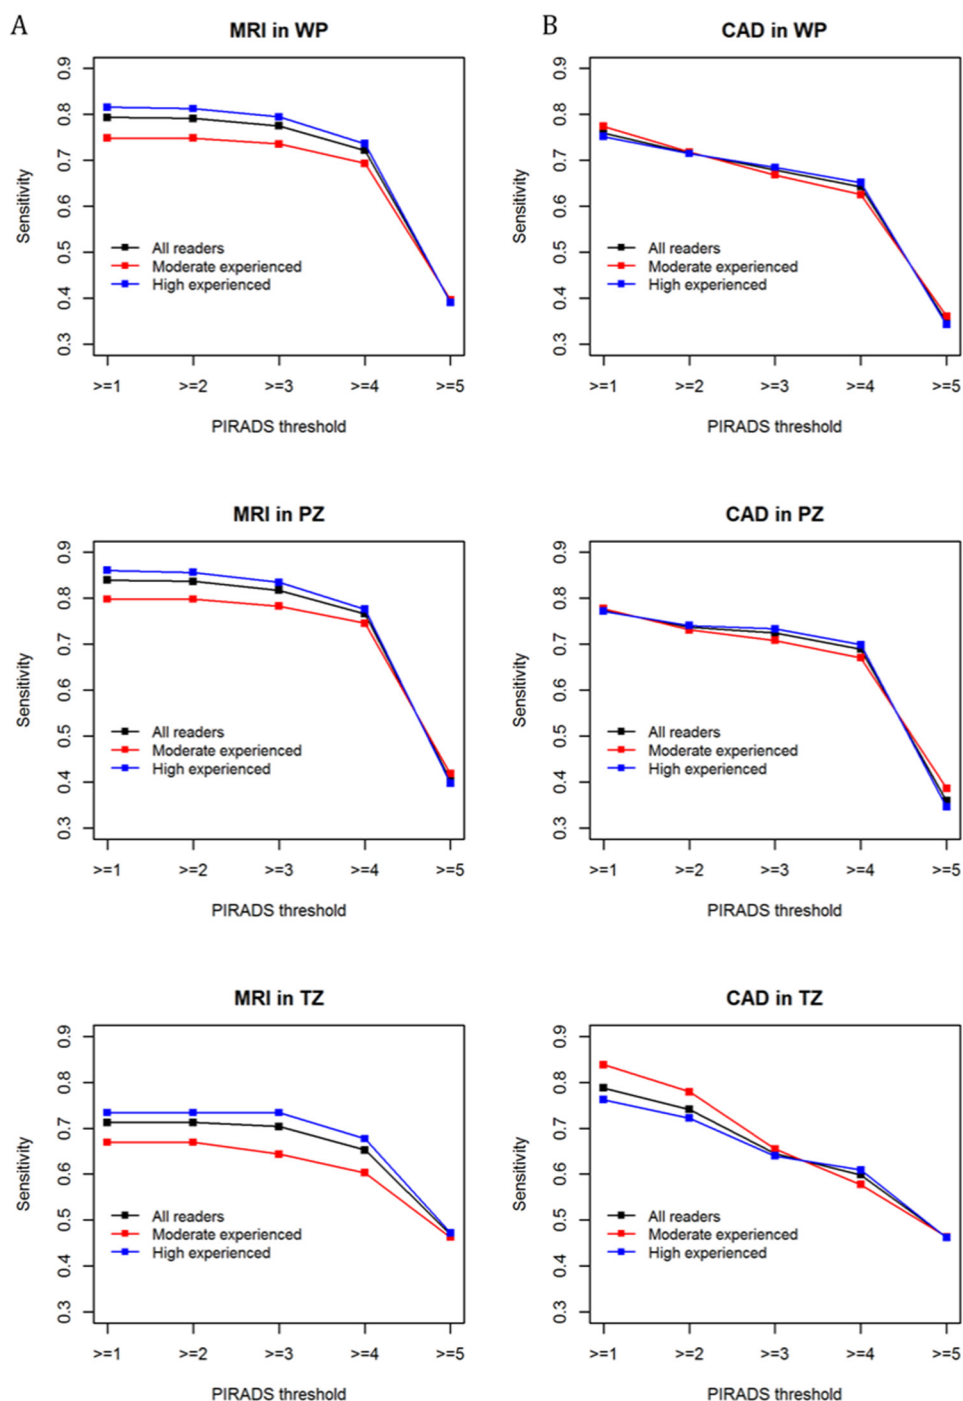 A
MRI in WP
0.9
0.8
0.7
0.6
0.5
0.4
0.3
Sensitivity
All readers
Moderate experienced
High experienced
>=1 >=2 >=3 >=4 >=5
PIRADS threshold
B
CAD in WP
0.9
0.8
0.7
0.6
0.5
0.4
0.3
Sensitivity
All readers
Moderate experienced
High experienced
>=1 >=2 >=3 >=4 >=5
PIRADS threshold
MRI in PZ
0.9
0.8
0.7
0.6
0.5
0.4
0.3
Sensitivity
All readers
Moderate experienced
High experienced
>=1 >=2 >=3 >=4 >=5
PIRADS threshold
CAD in PZ
0.9
0.8
0.7
0.6
0.5
0.4
0.3
Sensitivity
All readers
Moderate experienced
High experienced
>=1 >=2 >=3 >=4 >=5
PIRADS threshold
MRI in TZ
0.9
0.8
0.7
0.6
0.5
0.4
0.3
Sensitivity
All readers
Moderate experienced
High experienced
>=1 >=2 >=3 >=4 >=5
PIRADS threshold
CAD in TZ
0.9
0.8
0.7
0.6
0.5
0.4
0.3
Sensitivity
All readers
Moderate experienced
High experienced
>=1 >=2 >=3 >=4 >=5
PIRADS threshold